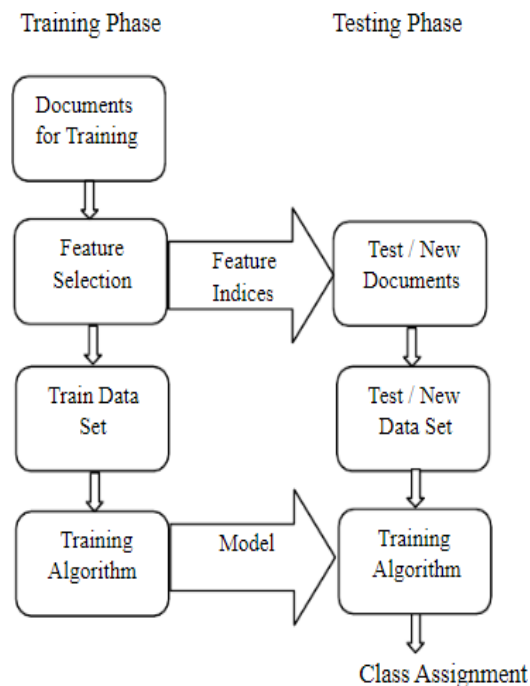 Training Phase
Testing Phase
Documents
for Training
Feature
Selection
Feature
Indices
Test / New
Documents
Train Data
Set
Test / New
Data Set
Training
Algorithm
Model
Training
Algorithm
Class Assignment